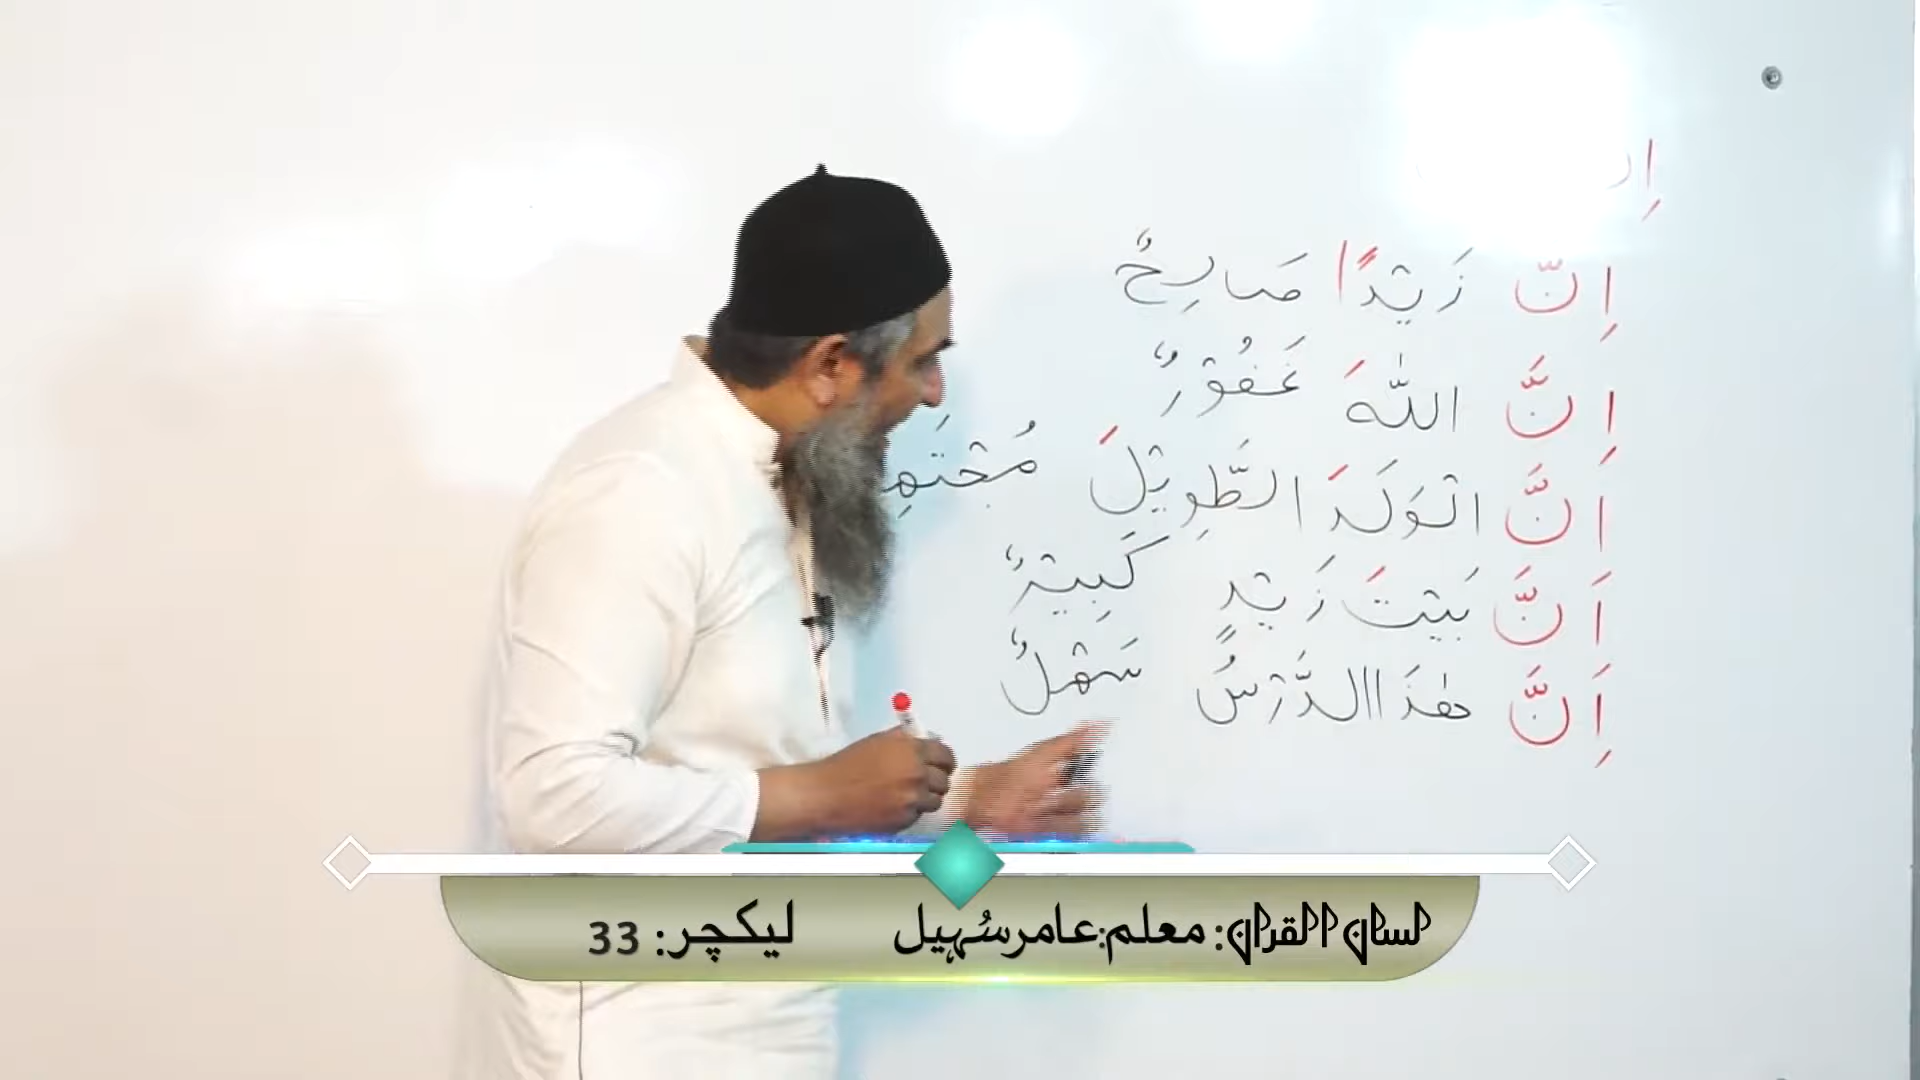 اِنَّ زَيْدًا صَالِحٌ
اِنَّ اللّٰهَ غَفُوْرٌ
اِنَّ الْوَلَدَ الطَّوِيْلَ
اَنَّ بَيْتَ زَيْدٍ كَبِيْرٌ
اَِنَّ هٰذَا الدَّرْسُ سَهْلٌ
لسان القرآن: معلم:عامر سُہیل لیکچر: 33